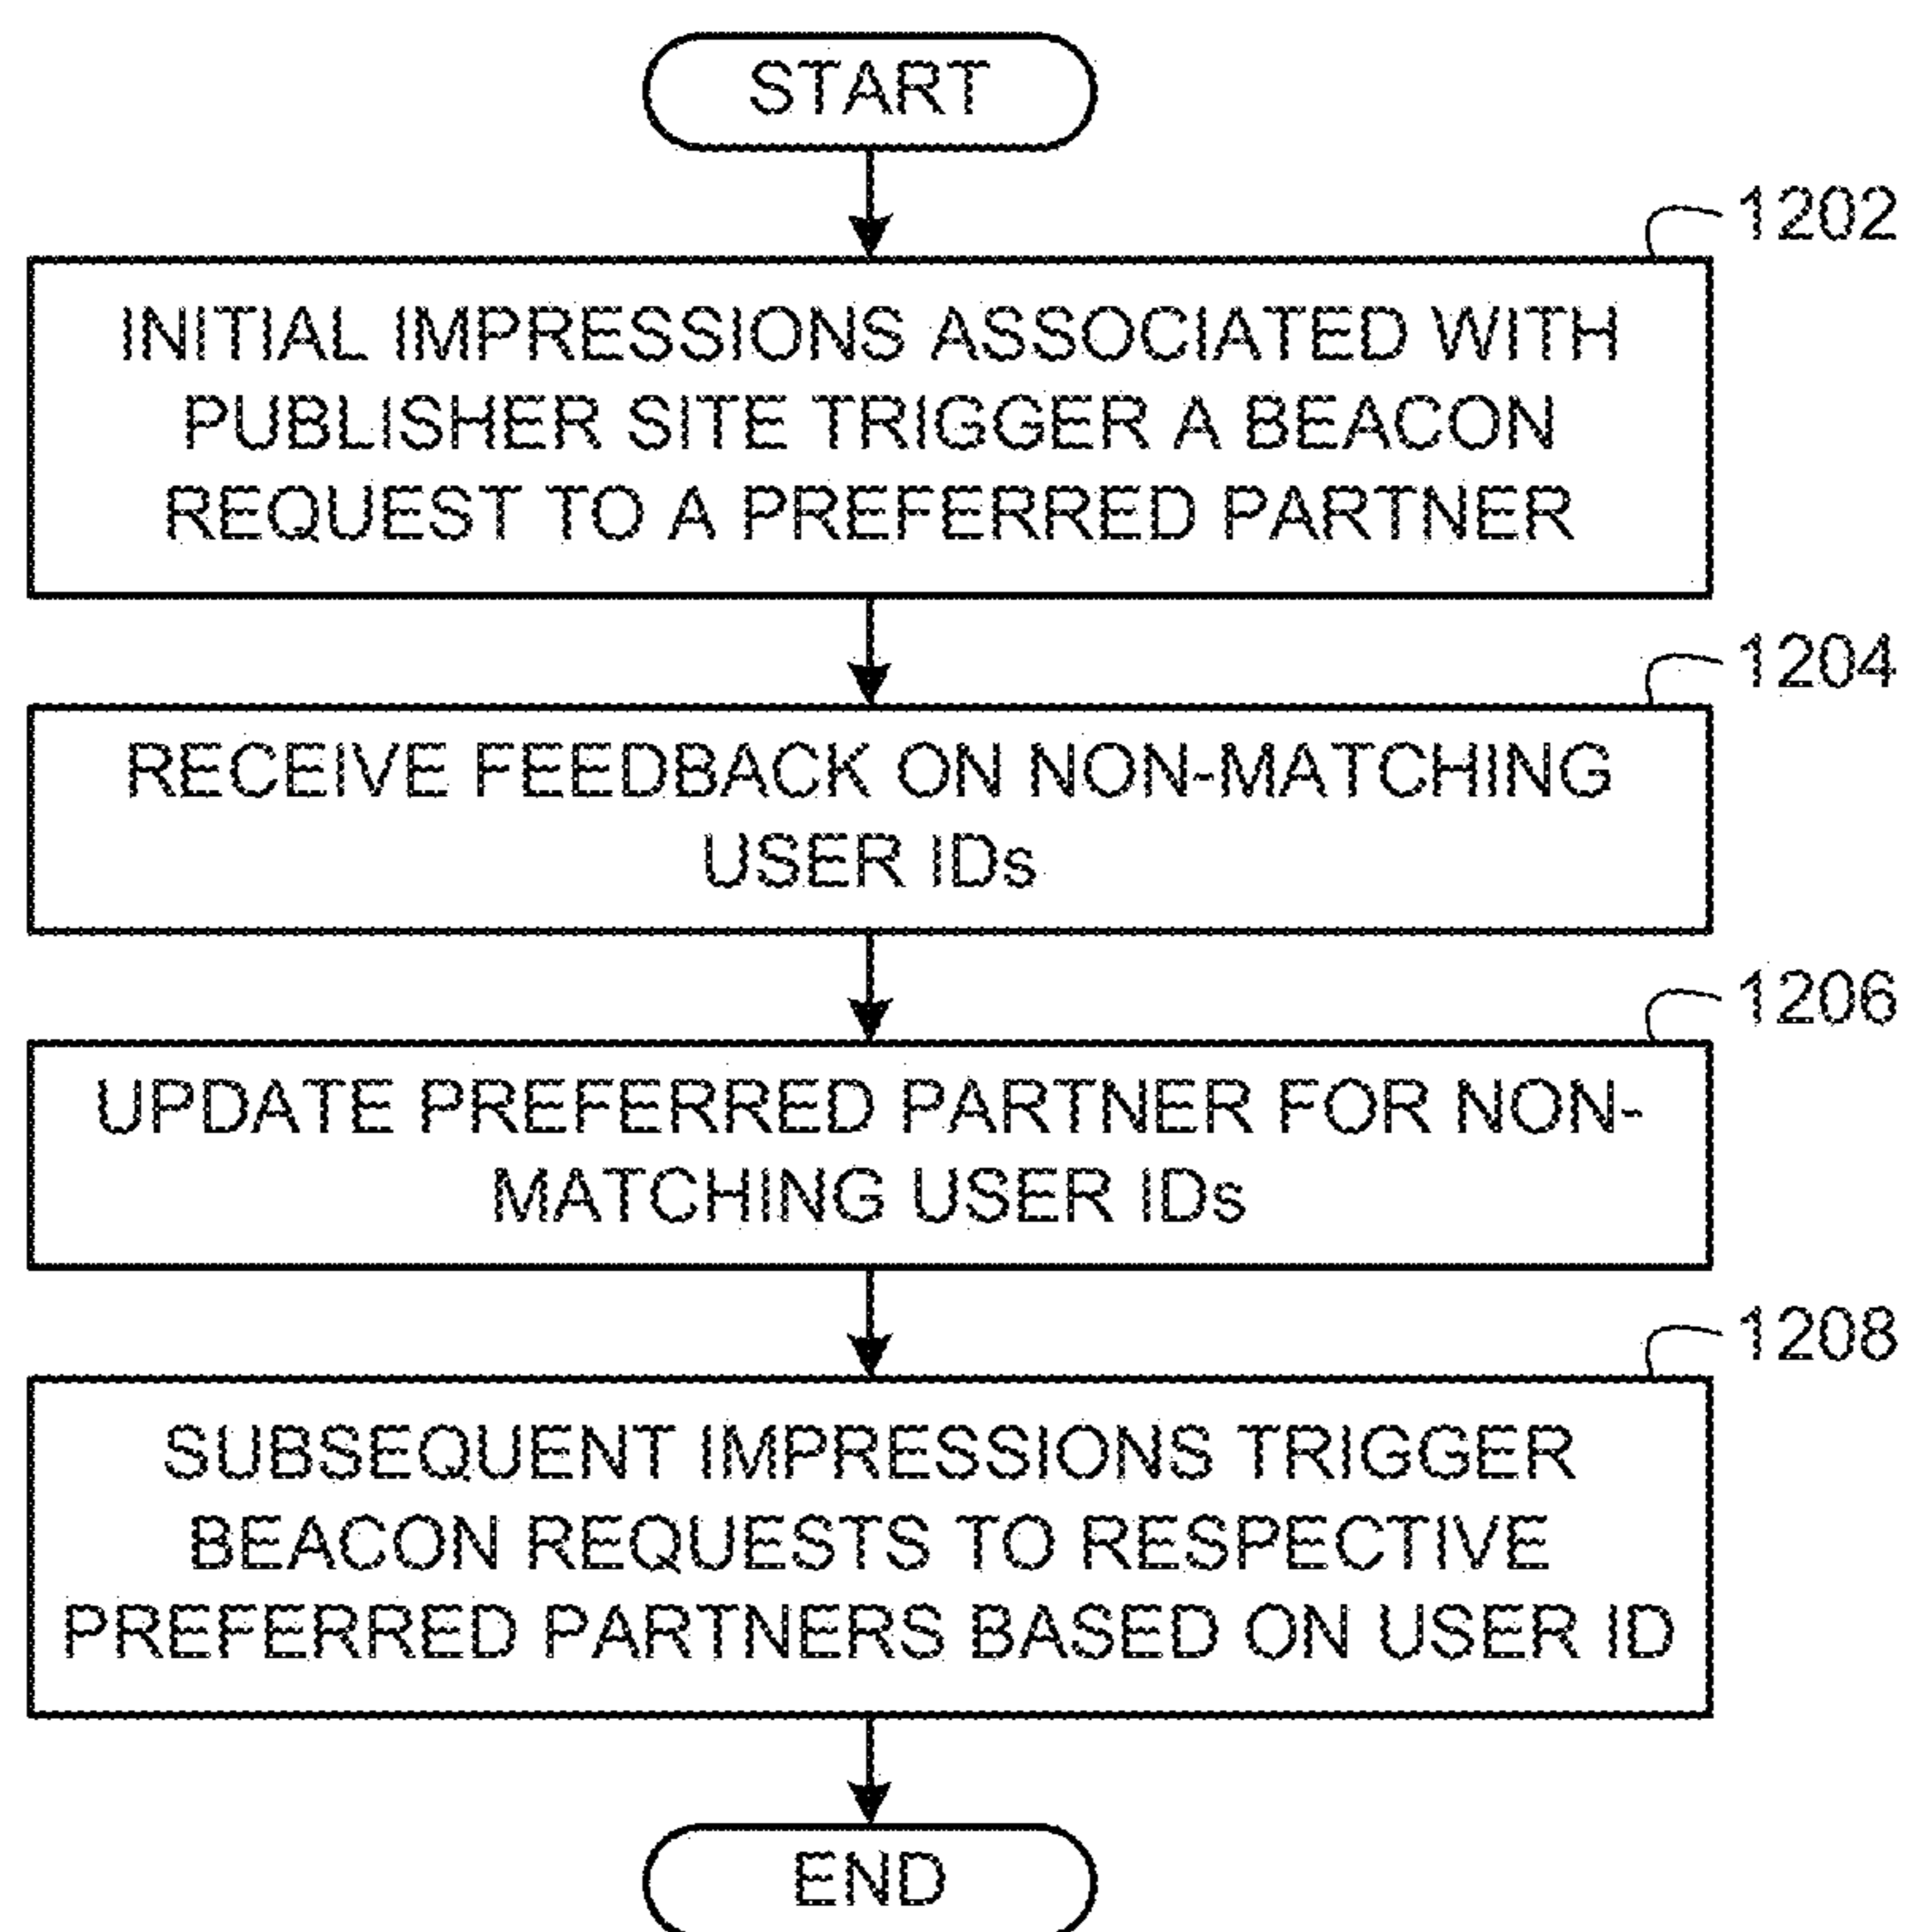 START
1202
INITIAL IMPRESSIONS ASSOCIATED WITH
PUBLISHER SITE TRIGGER A BEACON
REQUEST TO A PREFERRED PARTNER
1204
RECEIVE FEEDBACK ON NON-MATCHING
USER IDs
1206
UPDATE PREFERRED PARTNER FOR NON-
MATCHING USER IDs
1208
SUBSEQUENT IMPRESSIONS TRIGGER
BEACON REQUESTS TO RESPECTIVE
PREFERRED PARTNERS BASED ON USER ID
END